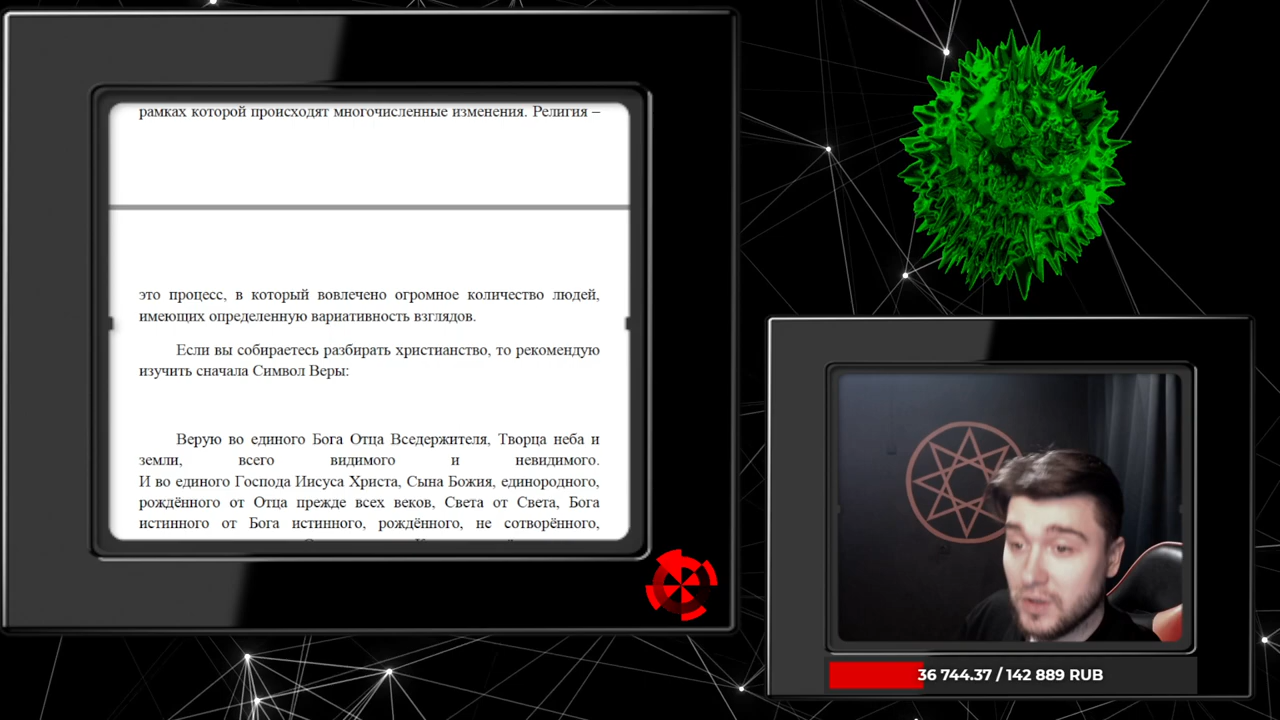 рамках которой происходят многочисленные изменения. Религия –
это процесс, в который вовлечено огромное количество людей,
имеющих определенную вариативность взглядов.
Если вы собираетесь разбирать христианство, то рекомендую
изучить сначала Символ Веры:
Верую во единого Бога Отца Вседержителя, Творца неба и
земли, всего видимого и невидимого.
И во единого Господа Иисуса Христа, Сына Божия, единородного,
рождённого от Отца прежде всех веков, Света от Света, Бога
истинного от Бога истинного, рождённого, не сотворённого,
36 744.37 / 142 889 RUB